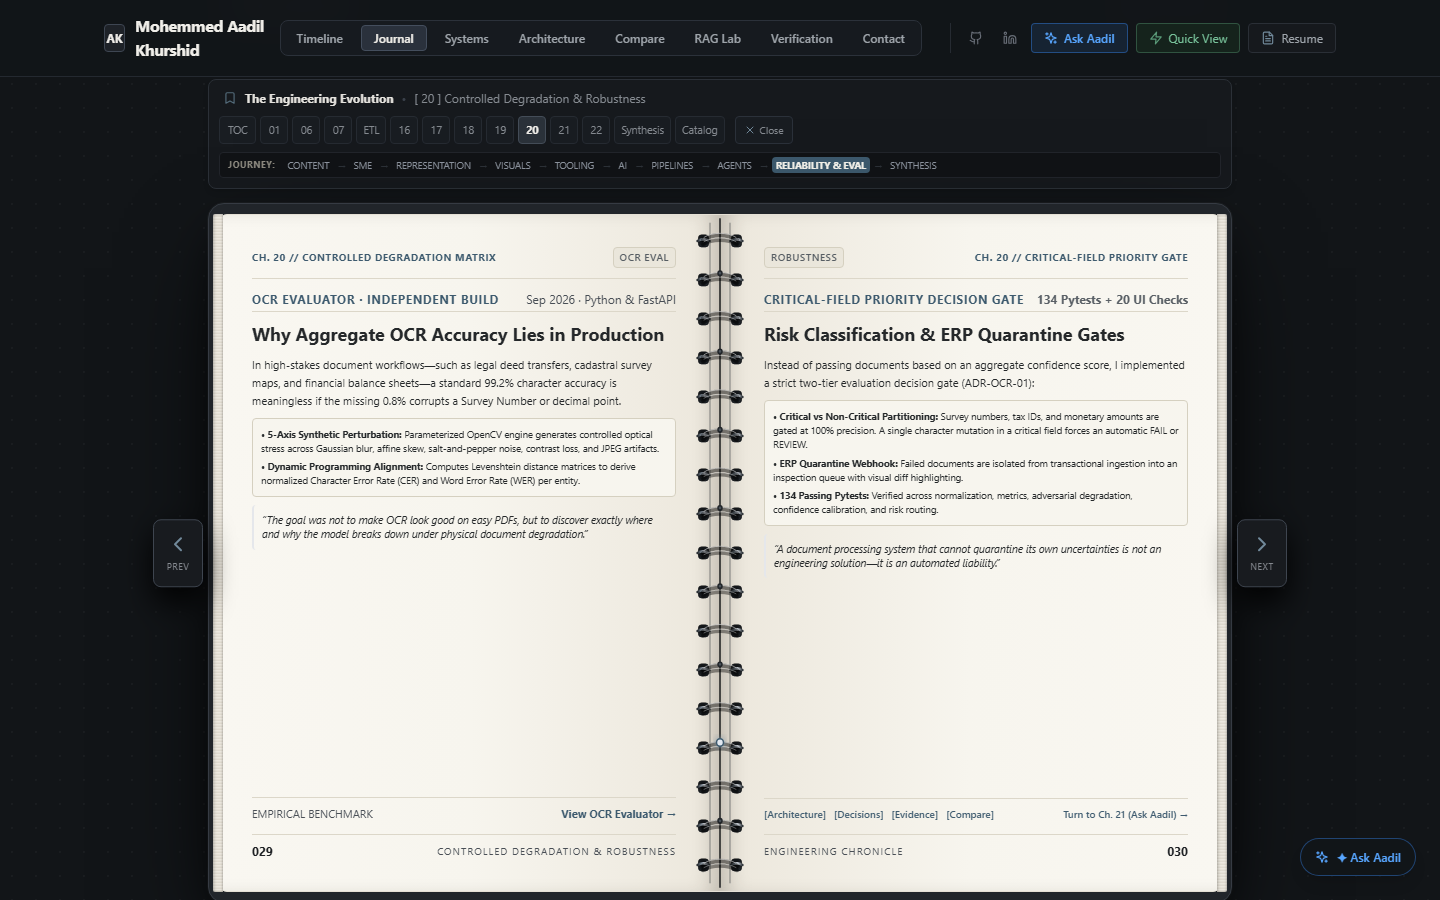 AK
Mohemmed Aadil
Khurshid
Timeline
Journal
Systems
Architecture
Compare
RAG Lab
Verification
Contact
Ask Aadil
Quick View
Resume
The Engineering Evolution · [ 20 ] Controlled Degradation & Robustness
TOC 01 06 07 ETL 16 17 18 19 20 21 22 Synthesis Catalog × Close
JOURNEY: CONTENT → SME → REPRESENTATION → VISUALS → TOOLING → AI → PIPELINES → AGENTS → RELIABILITY & EVAL → SYNTHESIS
CH. 20 // CONTROLLED DEGRADATION MATRIX
OCR EVAL
OCR EVALUATOR · INDEPENDENT BUILD
Sep 2026 · Python & FastAPI
Why Aggregate OCR Accuracy Lies in Production
In high-stakes document workflows—such as legal deed transfers, cadastral survey
maps, and financial balance sheets—a standard 99.2% character accuracy is
meaningless if the missing 0.8% corrupts a Survey Number or decimal point.
• 5-Axis Synthetic Perturbation: Parameterized OpenCV engine generates controlled optical
stress across Gaussian blur, affine skew, salt-and-pepper noise, contrast loss, and JPEG artifacts.
• Dynamic Programming Alignment: Computes Levenshtein distance matrices to derive
normalized Character Error Rate (CER) and Word Error Rate (WER) per entity.
"The goal was not to make OCR look good on easy PDFs, but to discover exactly where
and why the model breaks down under physical document degradation."
EMPIRICAL BENCHMARK
View OCR Evaluator →
029
CONTROLLED DEGRADATION & ROBUSTNESS
ROBUSTNESS
CH. 20 // CRITICAL-FIELD PRIORITY GATE
CRITICAL-FIELD PRIORITY DECISION GATE
134 Pytests + 20 UI Checks
Risk Classification & ERP Quarantine Gates
Instead of passing documents based on an aggregate confidence score, I implemented
a strict two-tier evaluation decision gate (ADR-OCR-01):
• Critical vs Non-Critical Partitioning: Survey numbers, tax IDs, and monetary amounts are
gated at 100% precision. A single character mutation in a critical field forces an automatic FAIL or
REVIEW.
• ERP Quarantine Webhook: Failed documents are isolated from transactional ingestion into an
inspection queue with visual diff highlighting.
• 134 Passing Pytests: Verified across normalization, metrics, adversarial degradation,
confidence calibration, and risk routing.
"A document processing system that cannot quarantine its own uncertainties is not an
engineering solution—it is an automated liability."
[Architecture] [Decisions] [Evidence] [Compare]
Turn to Ch. 21 (Ask Aadil) →
ENGINEERING CHRONICLE
030
PREV
NEXT
✦ Ask Aadil